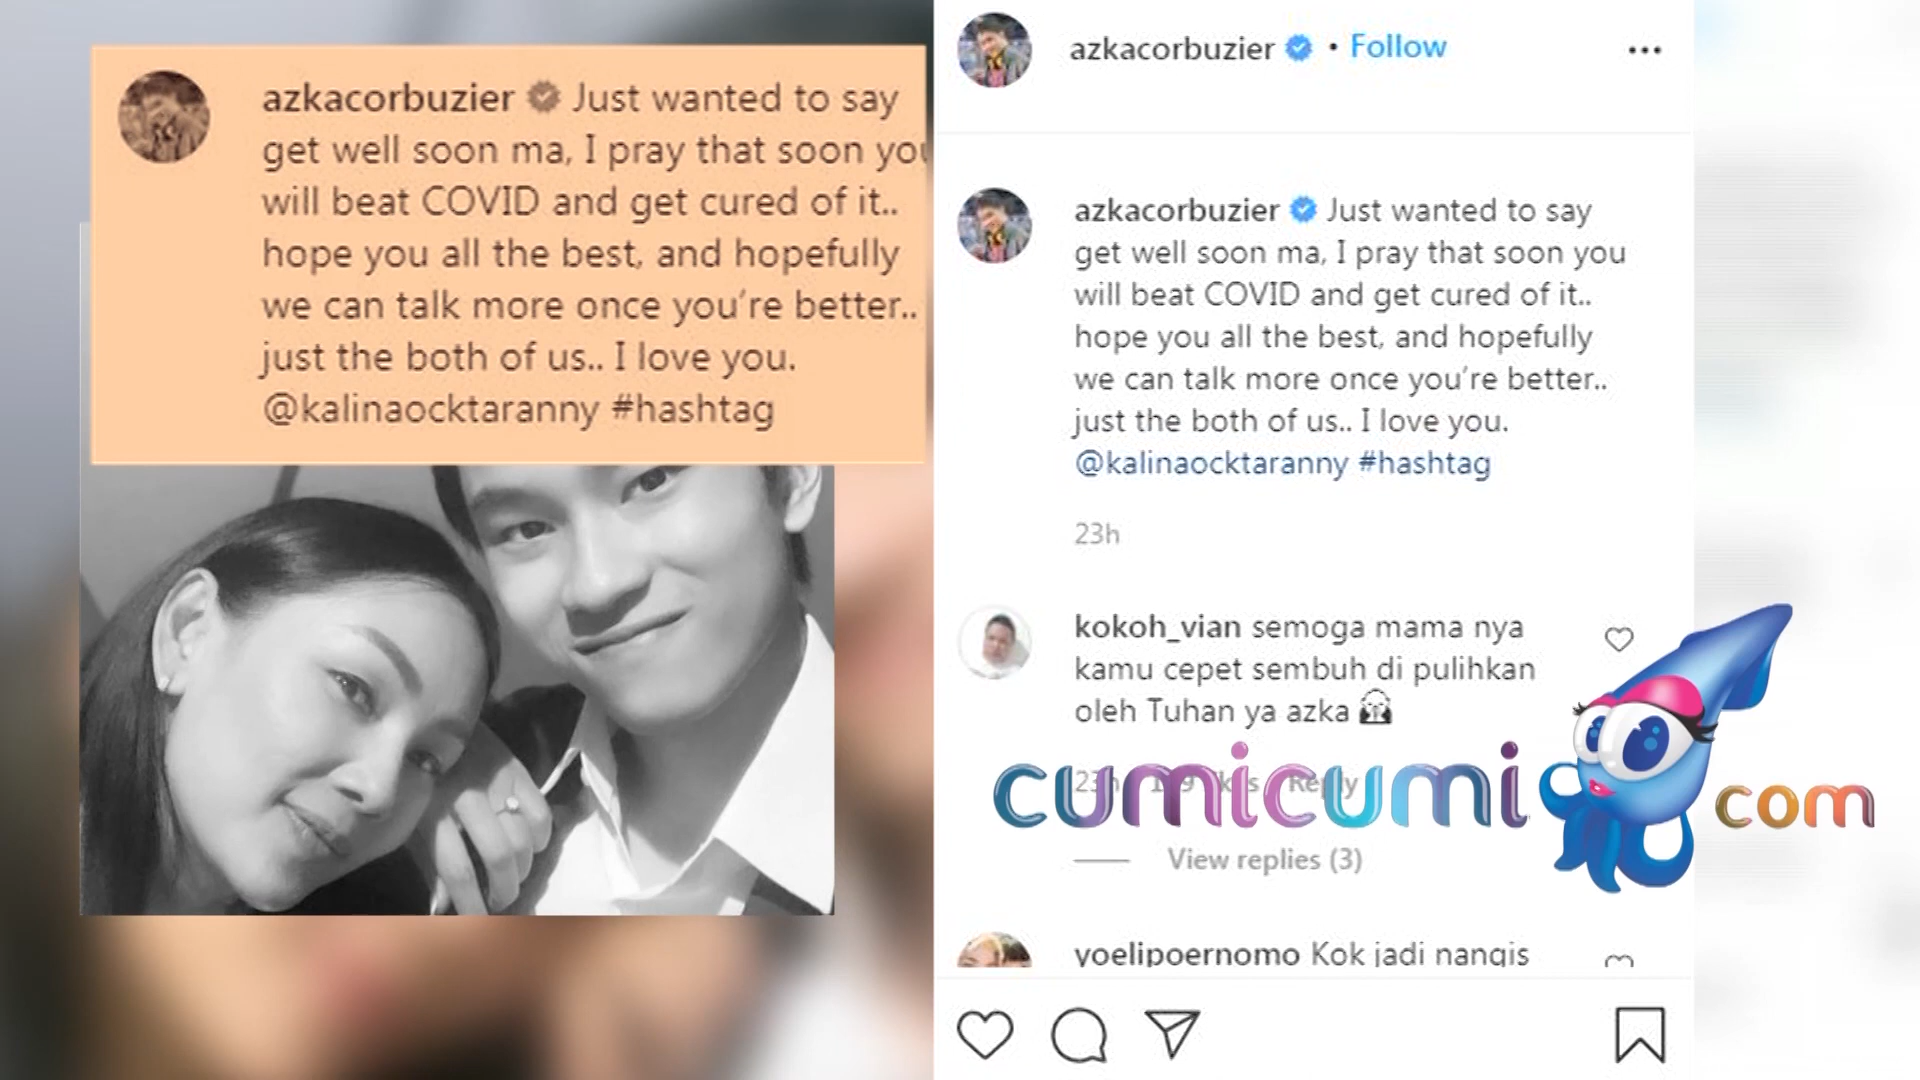 azkacorbuzier Just wanted to say
get well soon ma, I pray that soon you
will beat COVID and get cured of it..
hope you all the best, and hopefully
we can talk more once you're better..
just the both of us.. I love you.
@kalinaocktaranny #hashtag
azkacorbuzier • Follow
azkacorbuzier Just wanted to say
get well soon ma, I pray that soon you
will beat COVID and get cured of it..
hope you all the best, and hopefully
we can talk more once you're better..
just the both of us.. I love you.
@kalinaocktaranny #hashtag
23h
kokoh_vian semoga mama nya
kamu cepet sembuh di pulihkan
oleh Tuhan ya azka
23h Reply
cumicumi com
View replies (3)
yoelipoernomo Kok jadi nangis